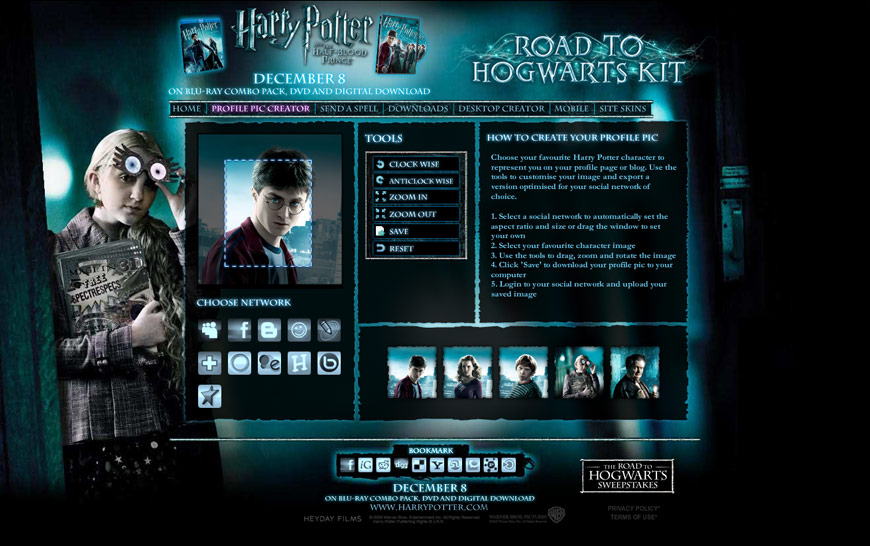 Harry Potter
AND THE
HALF-BLOOD
PRINCE
DECEMBER 8
ON BLU-RAY COMBO PACK, DVD AND DIGITAL DOWNLOAD
ROAD TO
HOGWARTS KIT
HOME PROFILE PIC CREATOR SEND A SPELL DOWNLOADS DESKTOP CREATOR MOBILE SITE SKINS
TOOLS
CLOCK WISE
ANTICLOCK WISE
ZOOM IN
ZOOM OUT
SAVE
RESET
HOW TO CREATE YOUR PROFILE PIC
Choose your favourite Harry Potter character to
represent you on your profile page or blog. Use the
tools to customise your image and export a
version optimised for your social network of
choice.
1. Select a social network to automatically set the
aspect ratio and size or drag the window to set
your own
2. Select your favourite character image
3. Use the tools to drag, zoom and rotate the image
4. Click 'Save' to download your profile pic to your
computer
5. Login to your social network and upload your
saved image
FREE
SPECTRESPECS
CHOOSE NETWORK
BOOKMARK
DECEMBER 8
ON BLU-RAY COMBO PACK, DVD AND DIGITAL DOWNLOAD
WWW.HARRYPOTTER.COM
HEYDAY FILMS
THE ROAD TO
HOGWARTS
SWEEPSTAKES
PRIVACY POLICY
TERMS OF USE